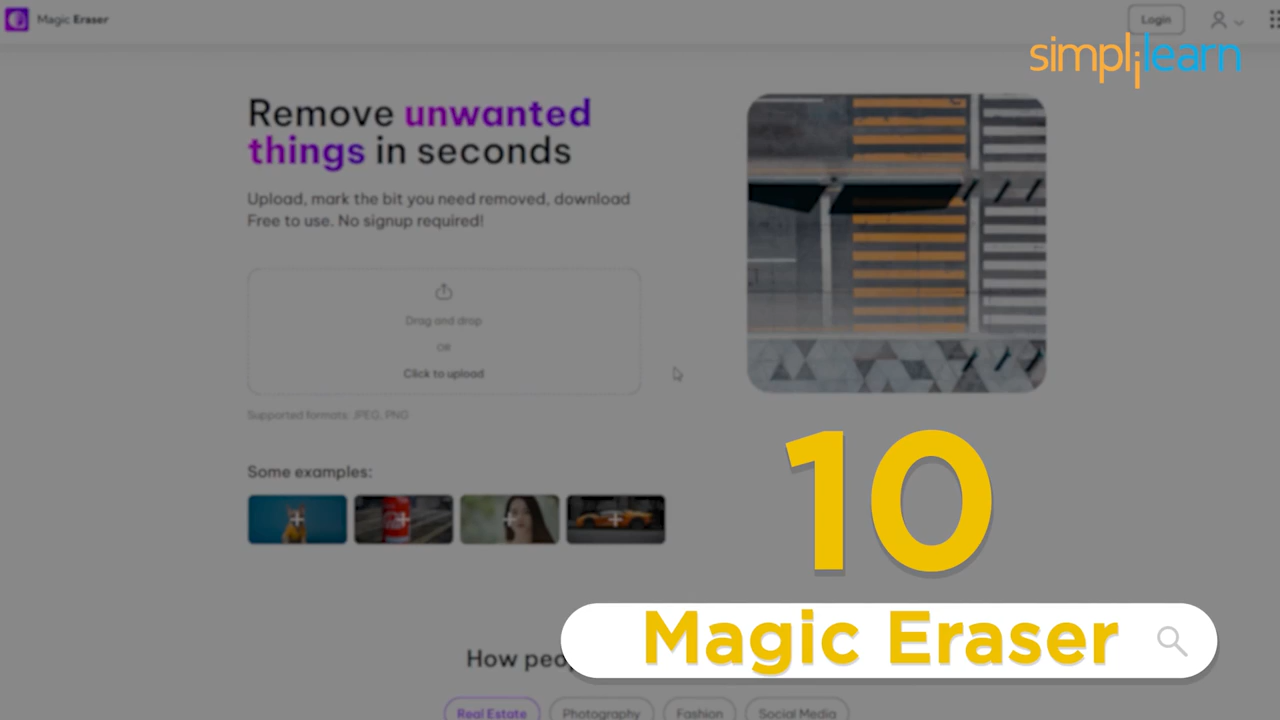 Magic Eraser
Login
simplilearn
Remove unwanted
things in seconds
Upload, mark the bit you need removed, download
Free to use. No signup required!
Drag and drop
OR
Click to upload
Supported formats: JPEG, PNG
Some examples:
10
Magic Eraser
How peo
Real Estate
Photography
Fashion
Social Media